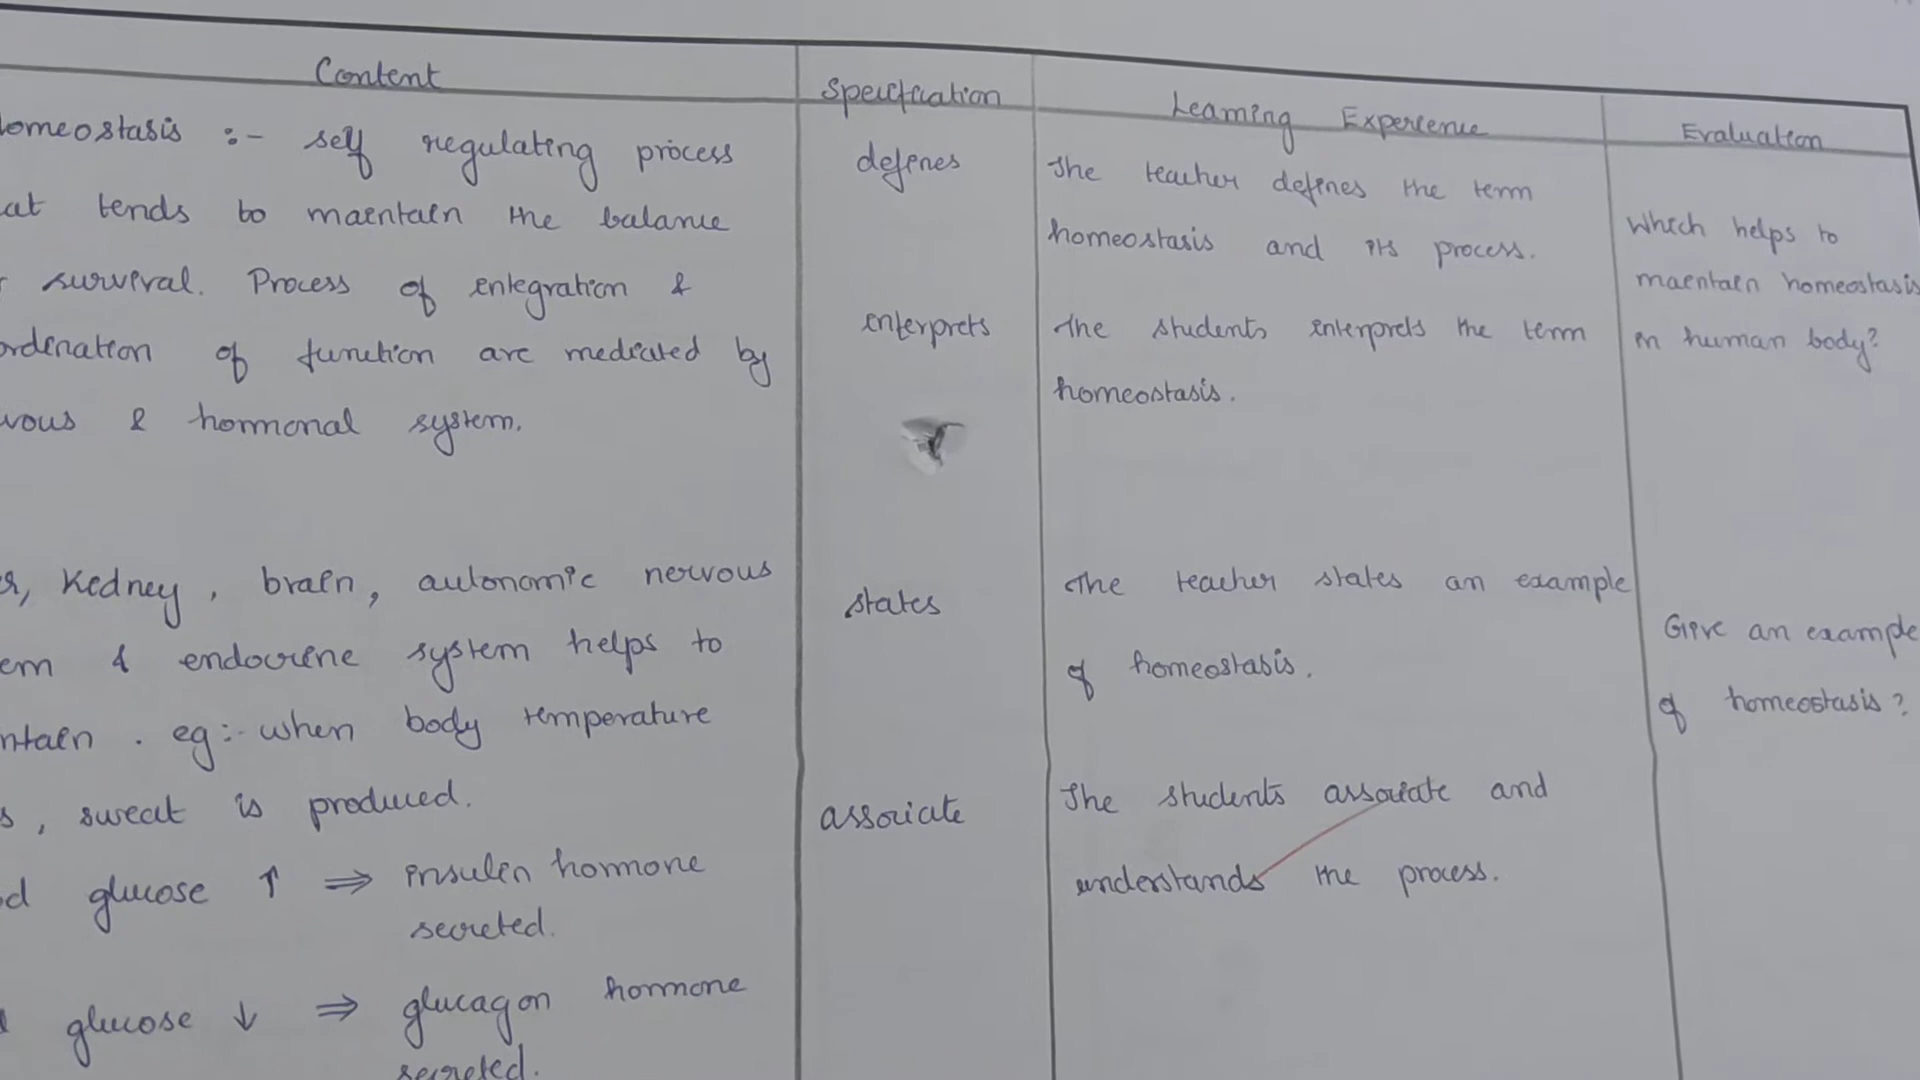 Content
Specification
Learning Experience
Evaluation
omeostasis :- self regulating process
at tends to maintain the balance
survival. Process of integration &
ordination of function are mediated by
vous & hormonal system.
Kidney, brain, autonomic nervous
em & endocrine system helps to
ntain. eg:- when body temperature
s, sweat is produced.
d glucose ↑ ⇒ insulin hormone
secreted.
glucose ↓ ⇒ glucagon hormone
secreted.
defines
interprets
states
associate
The teacher defines the term
homeostasis and its process.
The students interprets the term
homeostasis.
The teacher states an example
of homeostasis.
The students associate and
understands the process.
Which helps to
maintain homeostasis
in human body?
Give an example
of homeostasis?